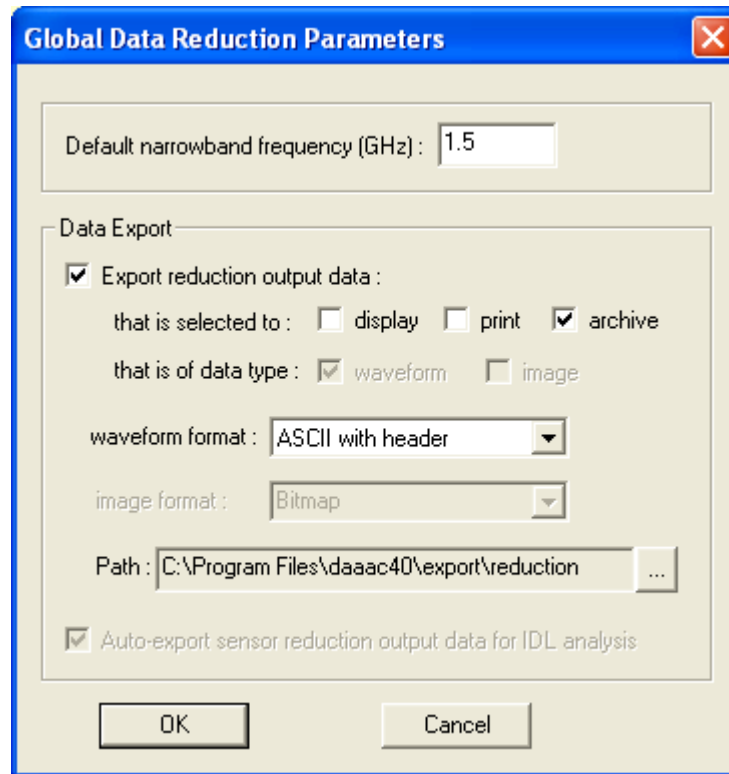 Global Data Reduction Parameters
Default narrowband frequency (GHz) : 1.5
Data Export
Export reduction output data :
that is selected to : display print archive
that is of data type : waveform image
waveform format : ASCII with header
image format : Bitmap
Path : C:\Program Files\daaac40\export\reduction ...
Auto-export sensor reduction output data for IDL analysis
OK Cancel